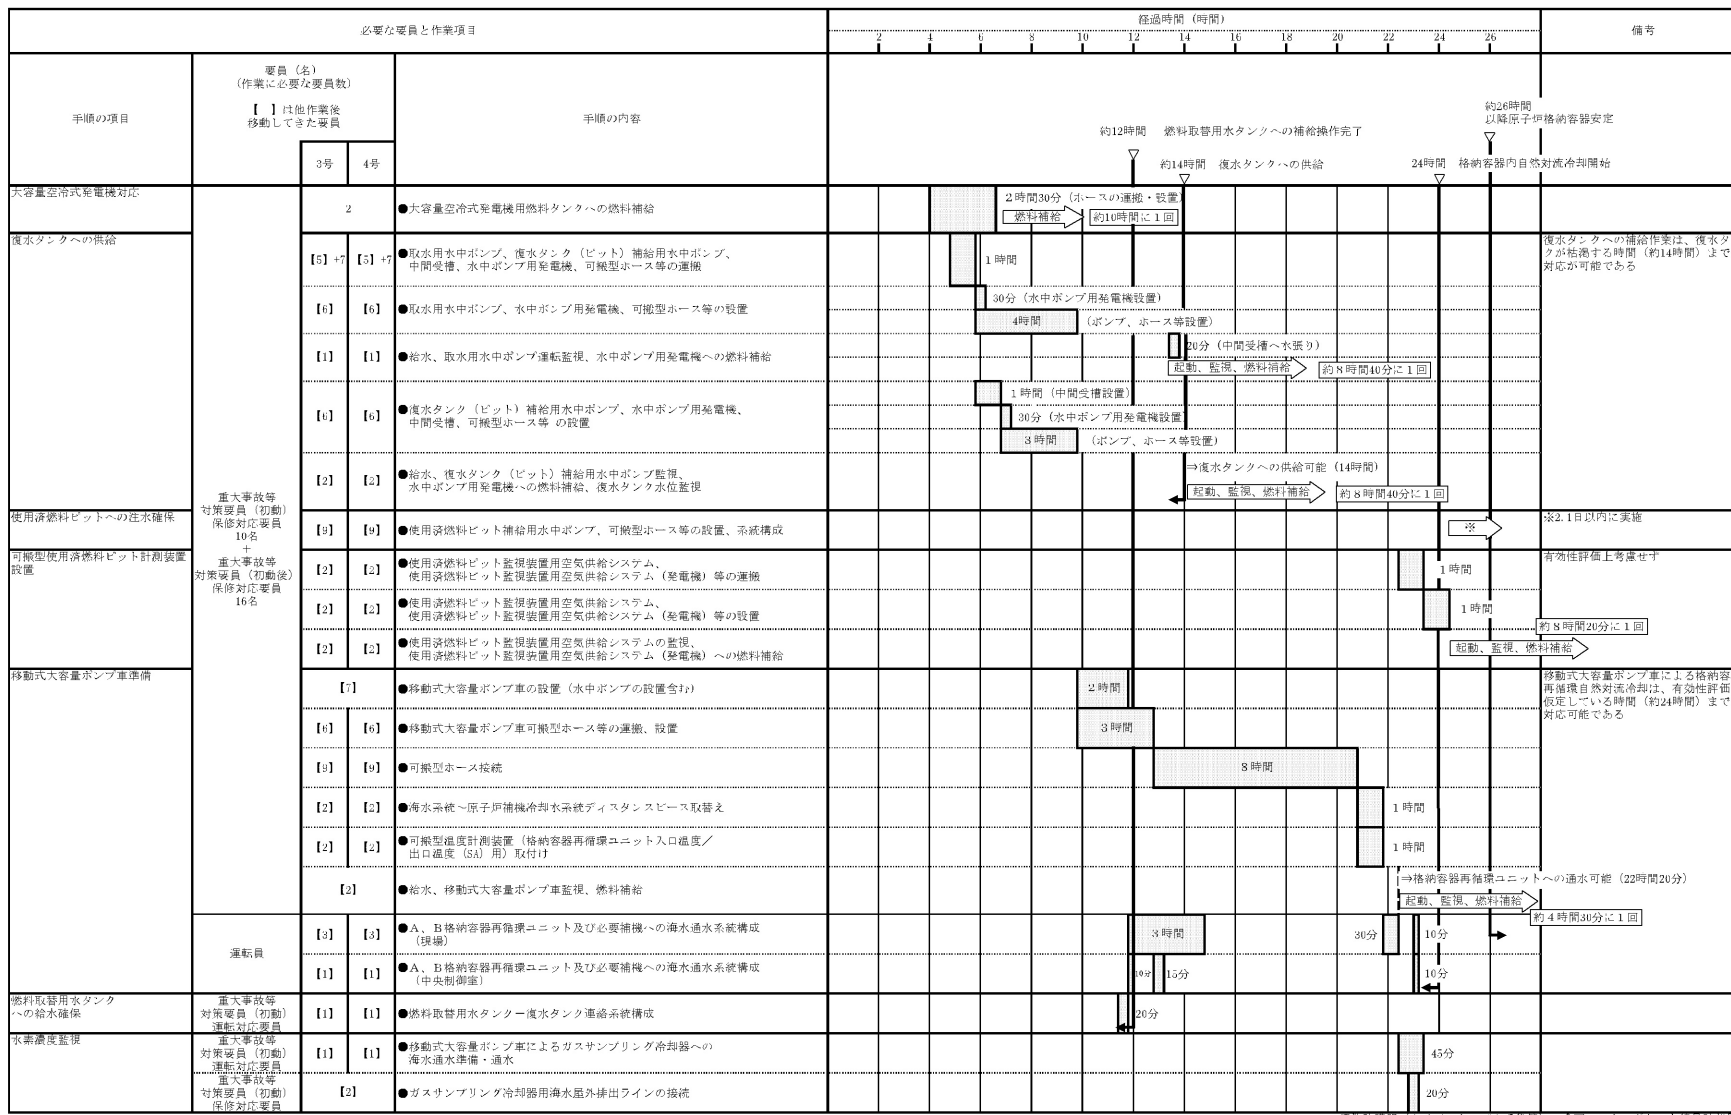 必要な要員と作業項目
経過時間（時間）
備考
2 4 6 8 10 12 14 16 18 20 22 24 26
手順の項目
要員（名）
（作業に必要な要員数）
【　】は他作業後
移動してきた要員
3号 4号
手順の内容
約12時間　燃料取替用水タンクへの補給操作完了
約14時間　復水タンクへの供給
24時間　格納容器内自然対流冷却開始
約26時間
以降原子炉格納容器安定
大容量空冷式発電機対応
2
●大容量空冷式発電機用燃料タンクへの燃料補給
2時間30分（ホースの運搬・設置）
燃料補給
約10時間に１回
重大事故等
対策要員（初動）
保修対応要員
10名
+
重大事故等
対策要員（初動後）
保修対応要員
16名
復水タンクへの供給
【5】+7 【5】+7
●取水用水中ポンプ、復水タンク（ピット）補給用水中ポンプ、
中間受槽、水中ポンプ用発電機、可搬型ホース等の運搬
１時間
復水タンクへの補給作業は、復水タ
クが枯渇する時間（約14時間）まで
対応が可能である
【6】 【6】
●取水用水中ポンプ、水中ポンプ用発電機、可搬型ホース等の設置
30分（水中ポンプ用発電機設置）
4時間
（ポンプ、ホース等設置）
【1】 【1】
●給水、取水用水中ポンプ運転監視、水中ポンプ用発電機への燃料補給
20分（中間受槽へ水張り）
起動、監視、燃料補給
約８時間40分に１回
【6】 【6】
●復水タンク（ピット）補給用水中ポンプ、水中ポンプ用発電機、
中間受槽、可搬型ホース等 の設置
１時間（中間受槽設置）
30分（水中ポンプ用発電機設置
３時間
（ポンプ、ホース等設置）
【2】 【2】
●給水、復水タンク（ピット）補給用水中ポンプ監視、
水中ポンプ用発電機への燃料補給、復水タンク水位監視
⇒復水タンクへの供給可能（14時間）
起動、監視、燃料補給
約８時間40分に１回
使用済燃料ピットへの注水確保
【9】 【9】
●使用済燃料ピット補給用水中ポンプ、可搬型ホース等の設置、系統構成
※
※2.1日以内に実施
可搬型使用済燃料ピット計測装置
設置
【2】 【2】
●使用済燃料ピット監視装置用空気供給システム、
使用済燃料ピット監視装置用空気供給システム（発電機）等の運搬
１時間
有効性評価上考慮せず
【2】 【2】
●使用済燃料ピット監視装置用空気供給システム、
使用済燃料ピット監視装置用空気供給システム（発電機）等の設置
１時間
約８時間20分に１回
【2】 【2】
●使用済燃料ピット監視装置用空気供給システムの監視、
使用済燃料ピット監視装置用空気供給システム（発電機）への燃料補給
起動、監視、燃料補給
移動式大容量ポンプ車準備
【7】
●移動式大容量ポンプ車の設置（水中ポンプの設置含む）
２時間
移動式大容量ポンプ車による格納容
再循環自然対流冷却は、有効性評価
仮定している時間（約24時間）まで
対応可能である
【6】 【6】
●移動式大容量ポンプ車可搬型ホース等の運搬、設置
３時間
【9】 【9】
●可搬型ホース接続
８時間
【2】 【2】
●海水系統～原子炉補機冷却水系統ディスタンスピース取替え
１時間
【2】 【2】
●可搬型温度計測装置（格納容器再循環ユニット入口温度／
出口温度（SA）用）取付け
１時間
【2】
●給水、移動式大容量ポンプ車監視、燃料補給
⇒格納容器再循環ユニットへの通水可能（22時間20分）
起動、監視、燃料補給
約４時間30分に１回
運転員
【3】 【3】
●Ａ、Ｂ格納容器再循環ユニット及び必要補機への海水通水系統構成
（現場）
３時間
30分
10分
【1】 【1】
●Ａ、Ｂ格納容器再循環ユニット及び必要補機への海水通水系統構成
（中央制御室）
10分
15分
10分
燃料取替用水タンク
への給水確保
重大事故等
対策要員（初動）
運転対応要員
【1】 【1】
●燃料取替用水タンクー復水タンク連絡系統構成
20分
水素濃度監視
重大事故等
対策要員（初動）
運転対応要員
【1】 【1】
●移動式大容量ポンプ車によるガスサンプリング冷却器への
海水通水準備・通水
45分
重大事故等
対策要員（初動）
保修対応要員
【2】
●ガスサンプリング冷却器用海水屋外排出ラインの接続
20分